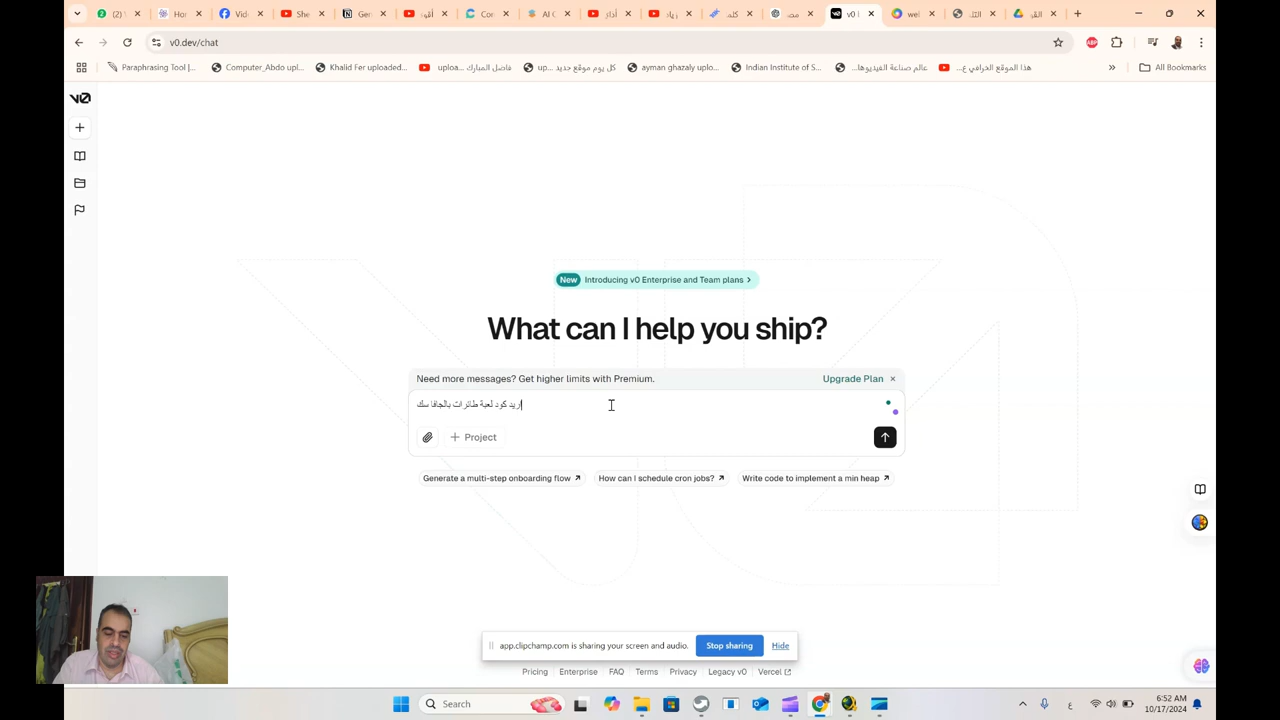 هذا الموقع الخرافي ع...
All Bookmarks
v0.dev/chat
Paraphrasing Tool |...
Computer_Abdo upl...
Khalid Fer uploaded...
فاضل المبارك uploa...
كل يوم موقع جديد up...
ayman ghazaly uplo...
Indian Institute of S...
عالم صناعة الفيديوها...
v0
New Introducing v0 Enterprise and Team plans
What can I help you ship?
Need more messages? Get higher limits with Premium.
Upgrade Plan
اريد كود لعبة طائرات بالجافا سك
+ Project
Generate a multi-step onboarding flow
How can I schedule cron jobs?
Write code to implement a min heap
app.clipchamp.com is sharing your screen and audio.
Stop sharing
Hide
Pricing Enterprise FAQ Terms Privacy Legacy v0 Vercel
Search
6:52 AM
10/17/2024